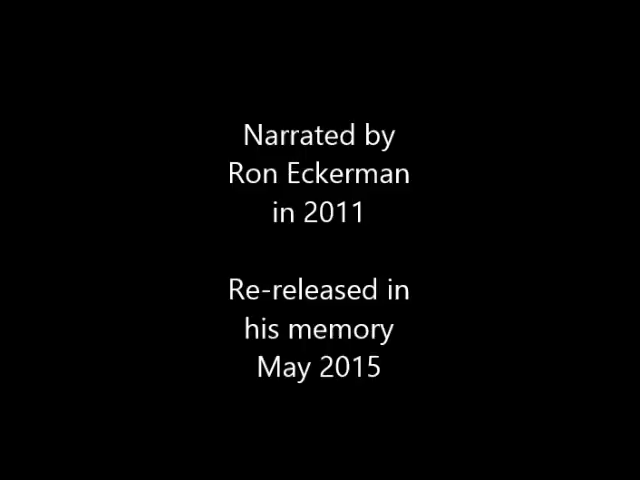 Narrated by
Ron Eckerman
in 2011
Re-released in
his memory
May 2015